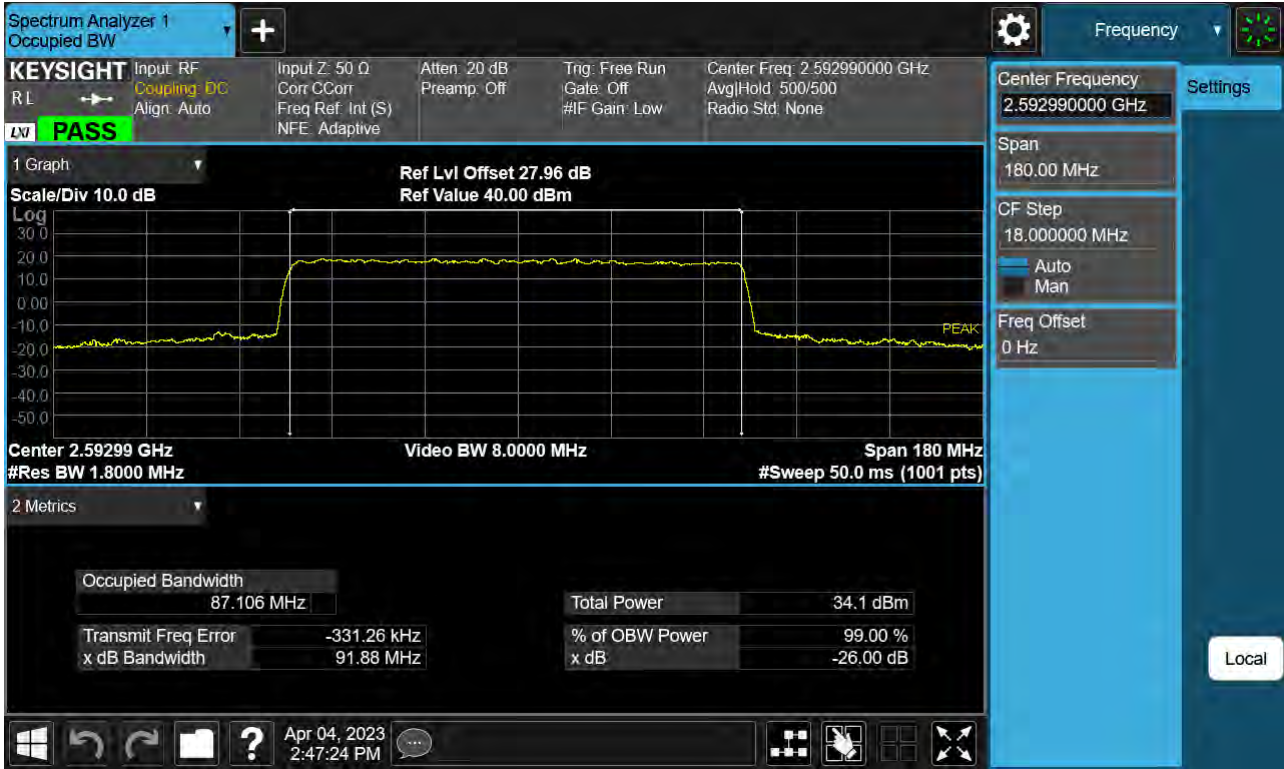 Spectrum Analyzer 1
Occupied BW
+
Frequency
KEYSIGHT
R L
LXI PASS
Input: RF
Coupling: DC
Align: Auto
Input Z: 50 Ω
Corr CCorr
Freq Ref: Int (S)
NFE: Adaptive
Atten: 20 dB
Preamp: Off
Trig: Free Run
Gate: Off
#IF Gain: Low
Center Freq: 2.592990000 GHz
Avg|Hold: 500/500
Radio Std: None
Center Frequency
2.592990000 GHz
Settings
Span
180.00 MHz
CF Step
18.000000 MHz
Auto
Man
Freq Offset
0 Hz
Local
1 Graph
Scale/Div 10.0 dB
Ref Lvl Offset 27.96 dB
Ref Value 40.00 dBm
Log
30.0
20.0
10.0
0.00
-10.0
-20.0
-30.0
-40.0
-50.0
PEAK
Center 2.59299 GHz
#Res BW 1.8000 MHz
Video BW 8.0000 MHz
Span 180 MHz
#Sweep 50.0 ms (1001 pts)
2 Metrics
Occupied Bandwidth
87.106 MHz
Transmit Freq Error -331.26 kHz
x dB Bandwidth 91.88 MHz
Total Power 34.1 dBm
% of OBW Power 99.00 %
x dB -26.00 dB
?
Apr 04, 2023
2:47:24 PM